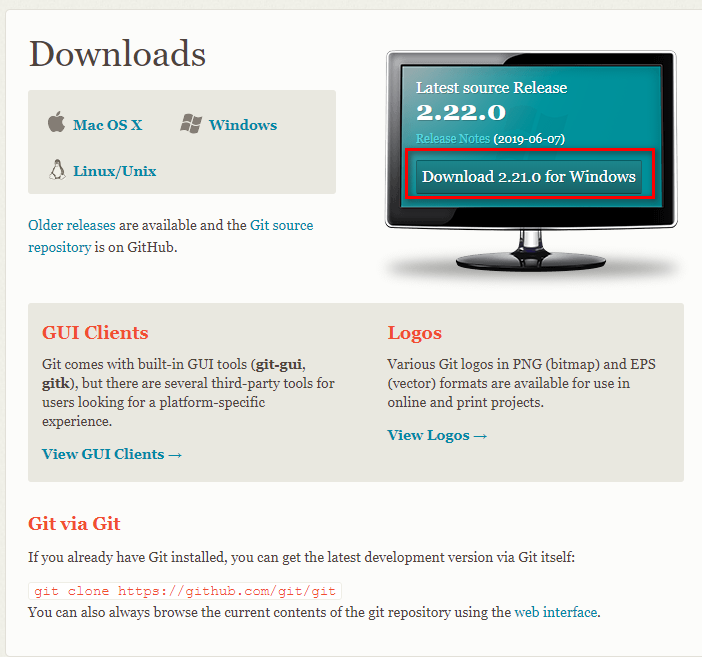 Downloads
Mac OS X
Windows
Linux/Unix
Older releases are available and the Git source
repository is on GitHub.
Latest source Release
2.22.0
Release Notes (2019-06-07)
Download 2.21.0 for Windows
GUI Clients
Git comes with built-in GUI tools (git-gui,
gitk), but there are several third-party tools for
users looking for a platform-specific
experience.
View GUI Clients →
Logos
Various Git logos in PNG (bitmap) and EPS
(vector) formats are available for use in
online and print projects.
View Logos →
Git via Git
If you already have Git installed, you can get the latest development version via Git itself:
git clone https://github.com/git/git
You can also always browse the current contents of the git repository using the web interface.